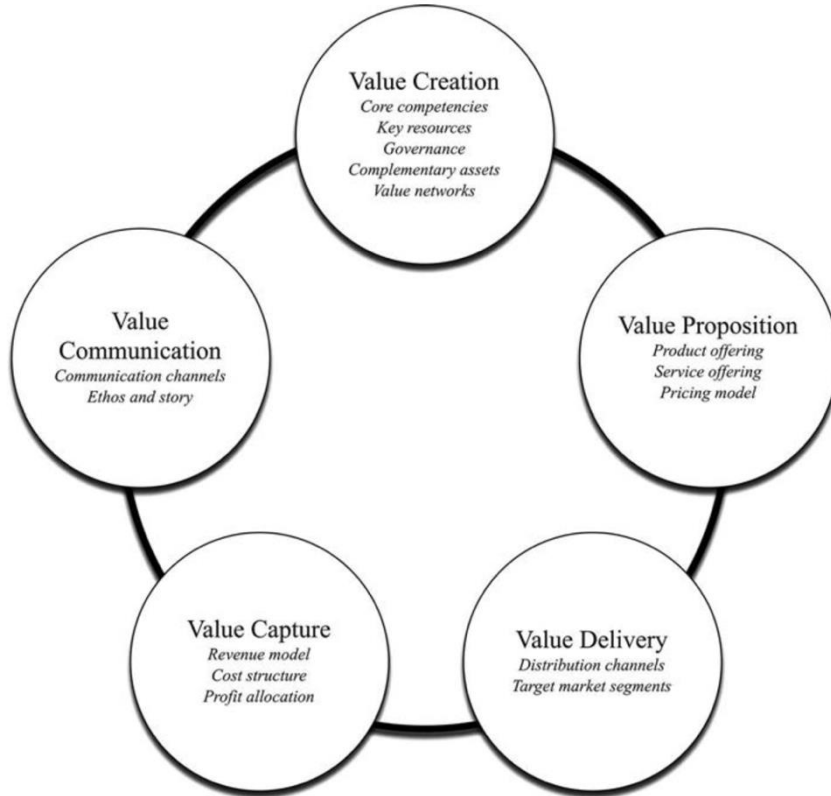 Value Creation
Core competencies
Key resources
Governance
Complementary assets
Value networks
Value Proposition
Product offering
Service offering
Pricing model
Value Delivery
Distribution channels
Target market segments
Value Capture
Revenue model
Cost structure
Profit allocation
Value
Communication
Communication channels
Ethos and story